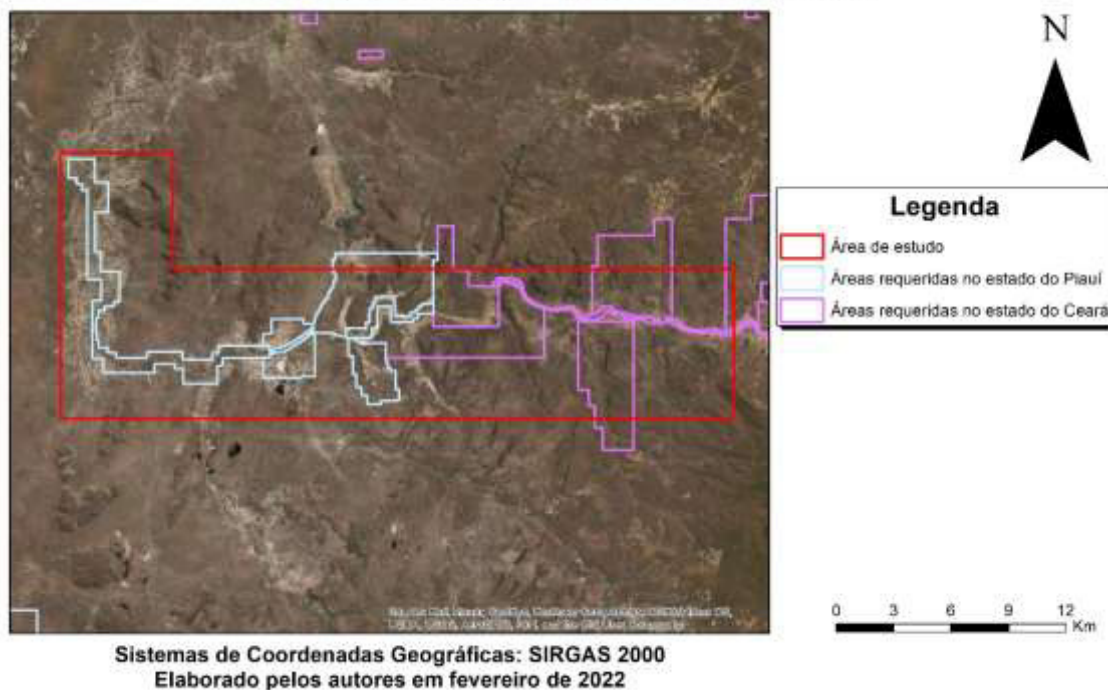 N
Legenda
Área de estudo
Áreas requeridas no estado do Piauí
Áreas requeridas no estado do Ceará
0 3 6 9 12
Km
Sistemas de Coordenadas Geográficas: SIRGAS 2000
Elaborado pelos autores em fevereiro de 2022